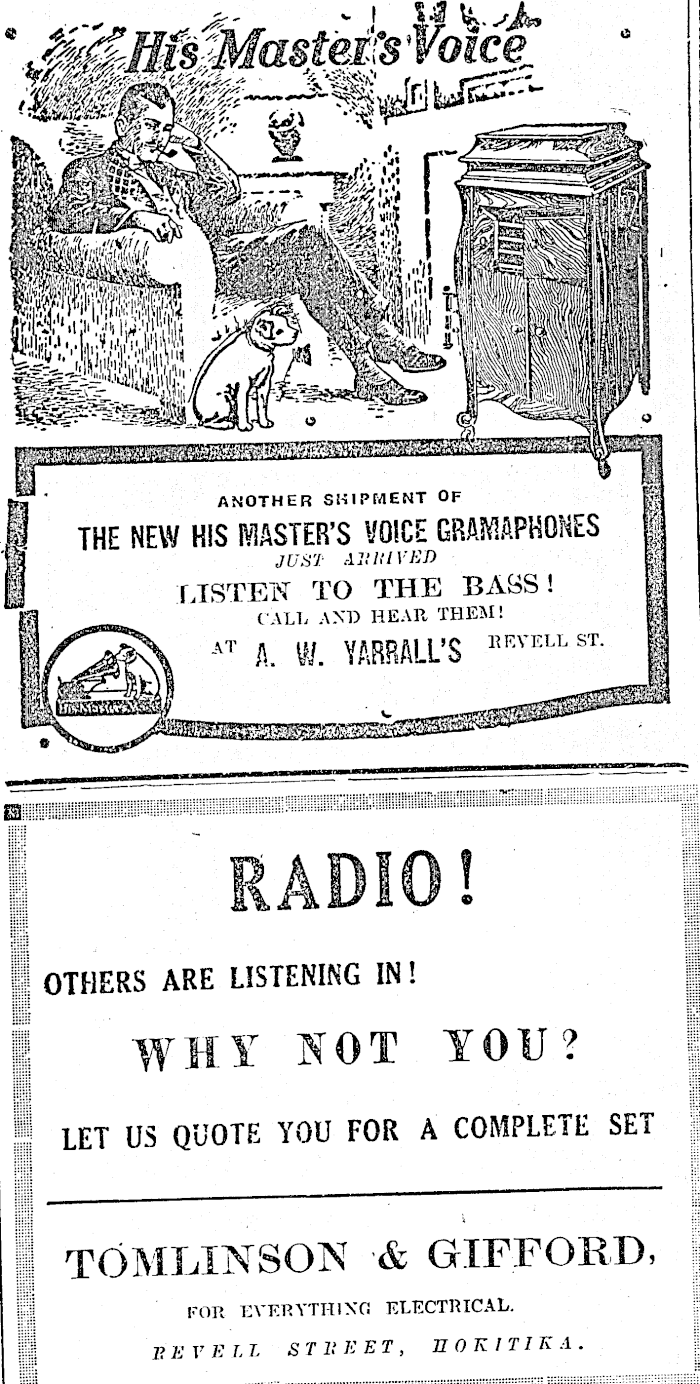 His Master's Voice
ANOTHER SHIPMENT OF
THE NEW HIS MASTER'S VOICE GRAMAPHONES
JUST ARRIVED
LISTEN TO THE BASS!
CALL AND HEAR THEM!
AT A. W. YARRALL'S REVELL ST.
RADIO!
OTHERS ARE LISTENING IN!
WHY NOT YOU?
LET US QUOTE YOU FOR A COMPLETE SET
TOMLINSON & GIFFORD,
FOR EVERYTHING ELECTRICAL.
REVELL STREET, HOKITIKA.